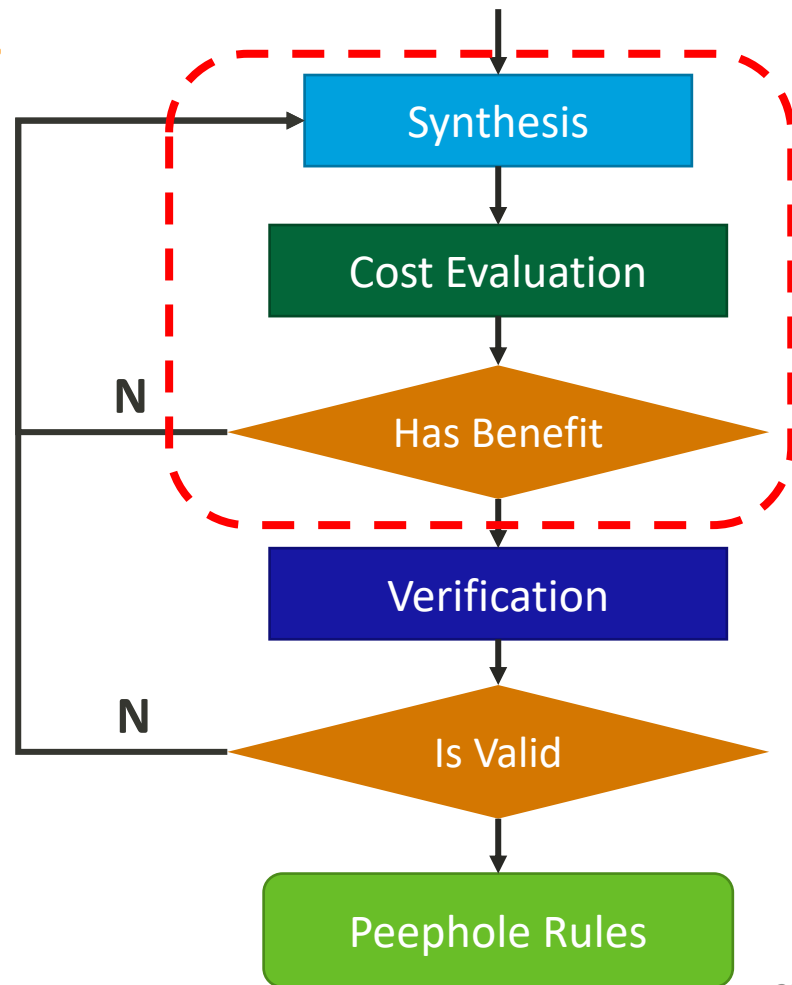 Synthesis
Cost Evaluation
N
Has Benefit
Verification
N
Is Valid
Peephole Rules